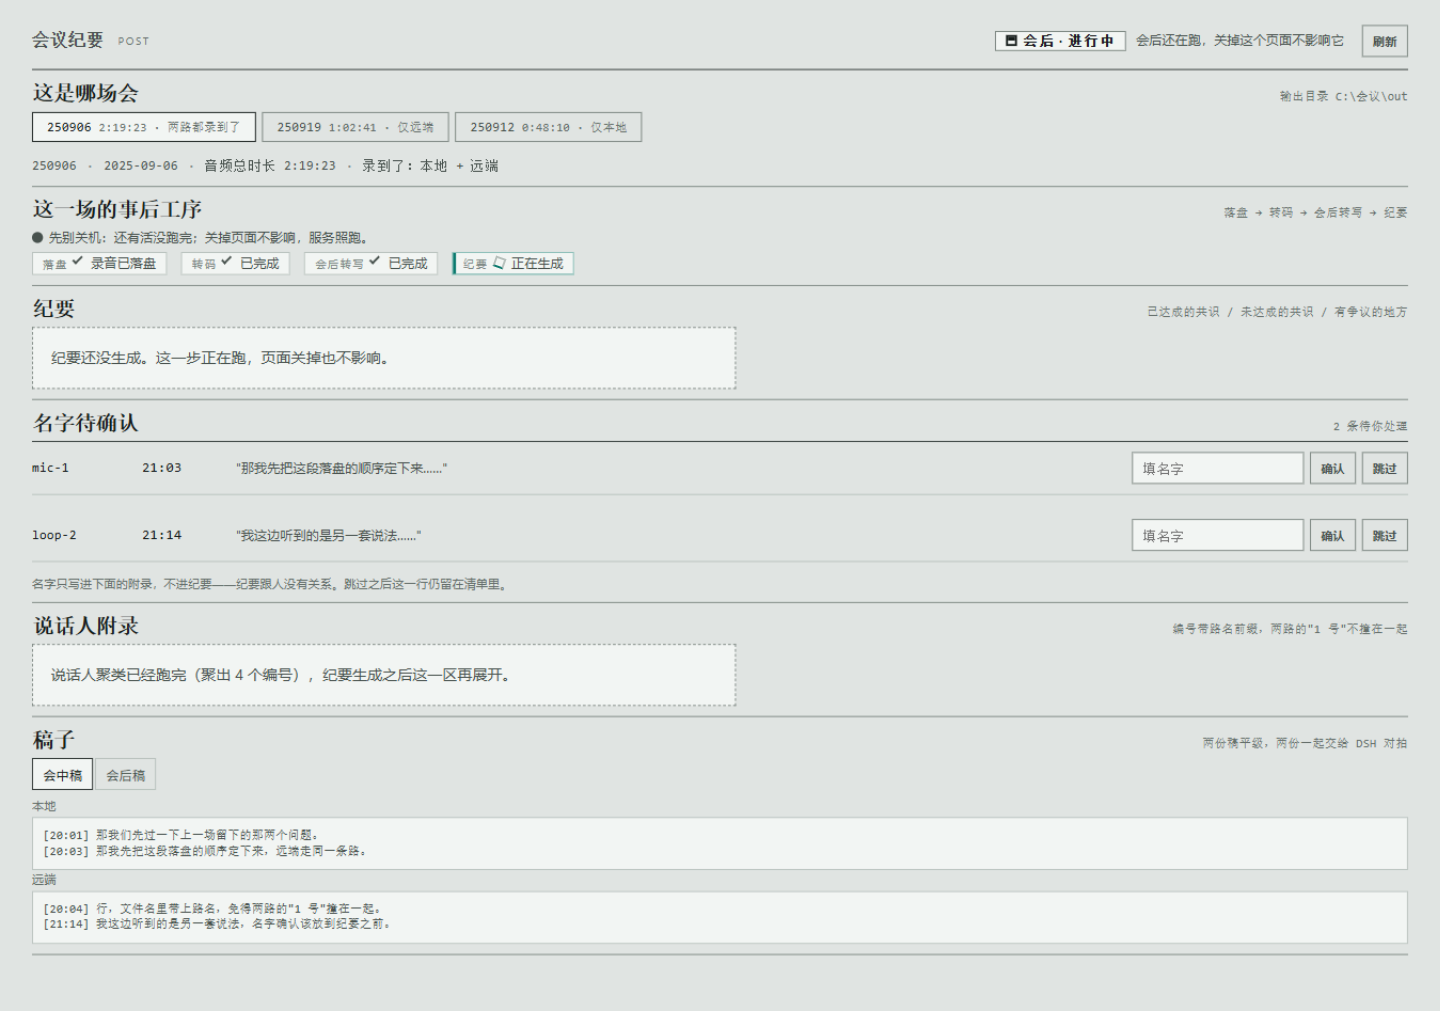 会议纪要 POST 会后·进行中 会后还在跑，关掉这个页面不影响它 刷新
这是哪场会 输出目录 C:\会议\out
250906 2:19:23 · 两路都录到了 250919 1:02:41 · 仅远端 250912 0:48:10 · 仅本地
250906 · 2025-09-06 · 音频总时长 2:19:23 · 录到了：本地 + 远端
这一场的事后工序 落盘 → 转码 → 会后转写 → 纪要
先别关机：还有活没跑完；关掉页面不影响，服务照跑。
落盘 ✓ 录音已落盘 转码 ✓ 已完成 会后转写 ✓ 已完成 纪要 正在生成
纪要 已达成的共识 / 未达成的共识 / 有争议的地方
纪要还没生成。这一步正在跑，页面关掉也不影响。
名字待确认 2 条待你处理
mic-1 21:03 "那我先把这段落盘的顺序定下来……" 填名字 确认 跳过
loop-2 21:14 "我这边听到的是另一套说法……" 填名字 确认 跳过
名字只写进下面的附录，不进纪要——纪要跟人没有关系。跳过之后这一行仍留在清单里。
说话人附录 编号带路名前缀，两路的"1 号"不撞在一起
说话人聚类已经跑完（聚出 4 个编号），纪要生成之后这一区再展开。
稿子 两份稿平级，两份一起交给 DSH 对拍
会中稿 会后稿
本地
[20:01] 那我们先过一下上一场留下的那两个问题。
[20:03] 那我先把这段落盘的顺序定下来，远端走同一条路。
远端
[20:04] 行，文件名里带上路名，免得两路的"1 号"撞在一起。
[21:14] 我这边听到的是另一套说法，名字确认该放到纪要之前。